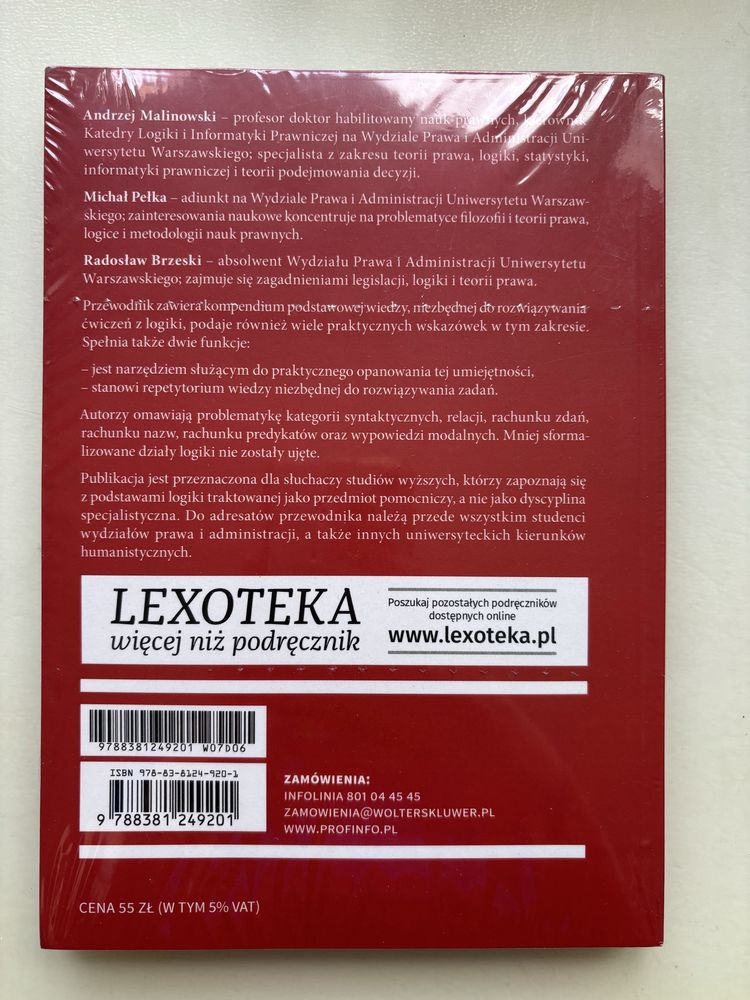 Andrzej Malinowski – profesor doktor habilitowany nauk prawnych, kierownik
Katedry Logiki i Informatyki Prawniczej na Wydziale Prawa i Administracji Uni-
wersytetu Warszawskiego; specjalista z zakresu teorii prawa, logiki, statystyki,
informatyki prawniczej i teorii podejmowania decyzji.
Michał Pełka – adiunkt na Wydziale Prawa i Administracji Uniwersytetu Warszaw-
skiego; zainteresowania naukowe koncentruje na problematyce filozofii i teorii prawa,
logice i metodologii nauk prawnych.
Radosław Brzeski – absolwent Wydziału Prawa i Administracji Uniwersytetu
Warszawskiego; zajmuje się zagadnieniami legislacji, logiki i teorii prawa.
Przewodnik zawiera kompendium podstawowej wiedzy, niezbędnej do rozwiązywania
ćwiczeń z logiki, podaje również wiele praktycznych wskazówek w tym zakresie.
Spełnia także dwie funkcje:
– jest narzędziem służącym do praktycznego opanowania tej umiejętności,
– stanowi repetytorium wiedzy niezbędnej do rozwiązywania zadań.
Autorzy omawiają problematykę kategorii syntaktycznych, relacji, rachunku zdań,
rachunku nazw, rachunku predykatów oraz wypowiedzi modalnych. Mniej sforma-
lizowane działy logiki nie zostały ujęte.
Publikacja jest przeznaczona dla słuchaczy studiów wyższych, którzy zapoznają się
z podstawami logiki traktowanej jako przedmiot pomocniczy, a nie jako dyscyplina
specjalistyczna. Do adresatów przewodnika należą przede wszystkim studenci
wydziałów prawa i administracji, a także innych uniwersyteckich kierunków
humanistycznych.
LEXOTEKA
więcej niż podręcznik
Poszukaj pozostałych podręczników
dostępnych online
www.lexoteka.pl
9788381249201 W07D06
ISBN 978-83-8124-920-1
9 788381 249201
ZAMÓWIENIA:
INFOLINIA 801 04 45 45
ZAMOWIENIA@WOLTERSKLUWER.PL
WWW.PROFINFO.PL
CENA 55 ZŁ (W TYM 5% VAT)